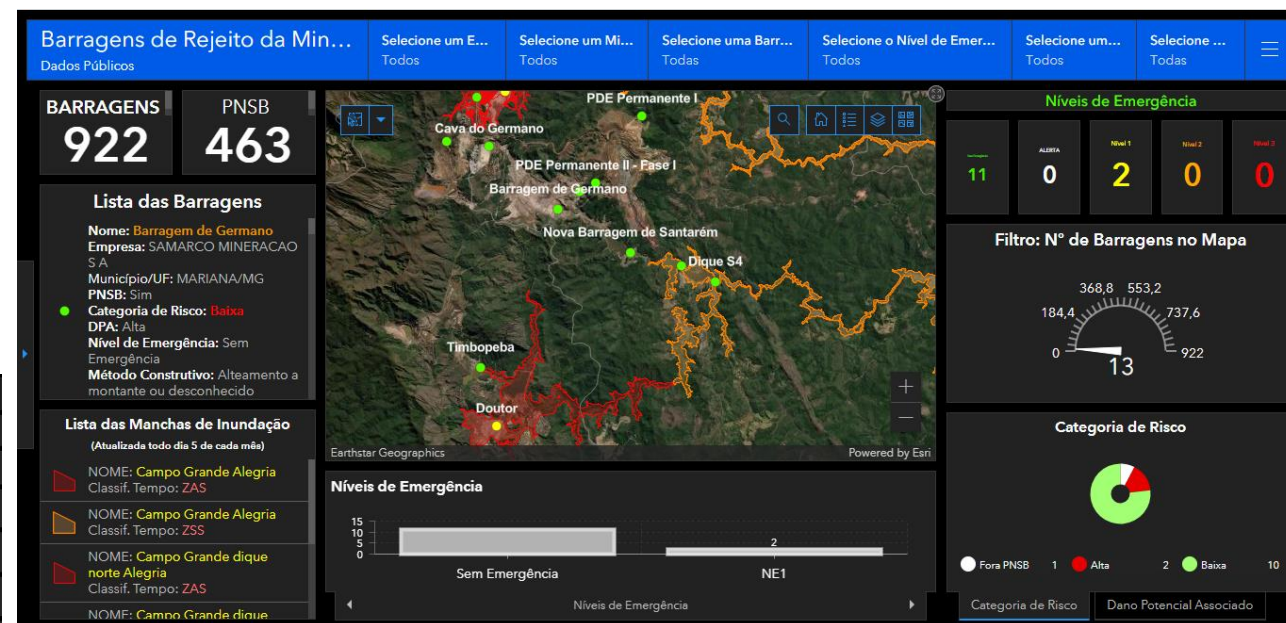 Barragens de Rejeito da Min...
Dados Públicos
Selecione um E...
Todos
Selecione um Mi...
Todos
Selecione uma Barr...
Todas
Selecione o Nível de Emer...
Todos
Selecione um...
Todos
Selecione ...
Todas
BARRAGENS
922
PNSB
463
Lista das Barragens
Nome: Barragem de Germano
Empresa: SAMARCO MINERACAO
S A
Município/UF: MARIANA/MG
PNSB: Sim
Categoria de Risco: Baixa
DPA: Alta
Nível de Emergência: Sem
Emergência
Método Construtivo: Alteamento a
montante ou desconhecido
Lista das Manchas de Inundação
(Atualizada todo dia 5 de cada mês)
NOME: Campo Grande Alegria
Classif. Tempo: ZAS
NOME: Campo Grande Alegria
Classif. Tempo: ZSS
NOME: Campo Grande dique
norte Alegria
Classif. Tempo: ZAS
NOME: Campo Grande dique
PDE Permanente I
Cava do Germano
PDE Permanente II - Fase I
Barragem de Germano
Nova Barragem de Santarém
Dique S4
Timbopeba
Doutor
Earthstar Geographics
Powered by Esri
Níveis de Emergência
15
10
5
0
2
Sem Emergência
NE1
Níveis de Emergência
Níveis de Emergência
11
ALERTA
0
Nível 1
2
Nível 2
0
Nível 3
0
Filtro: N° de Barragens no Mapa
368,8 553,2
184,4 737,6
0 922
13
Categoria de Risco
Fora PNSB 1 Alta 2 Baixa 10
Categoria de Risco
Dano Potencial Associado